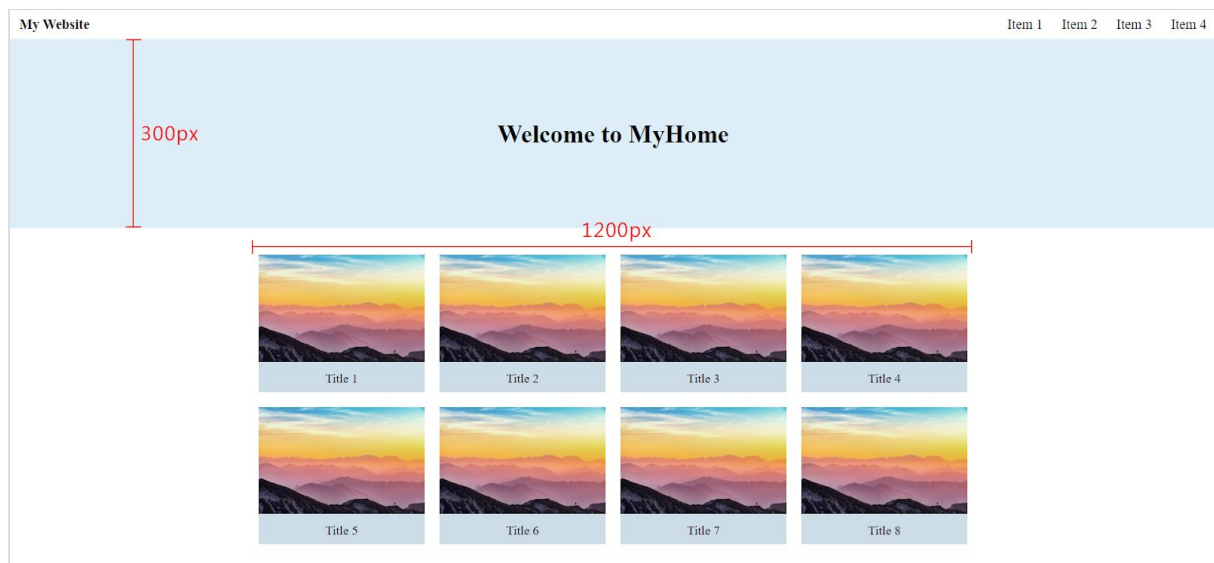 My Website Item 1 Item 2 Item 3 Item 4
300px
Welcome to MyHome
1200px
Title 1 Title 2 Title 3 Title 4
Title 5 Title 6 Title 7 Title 8